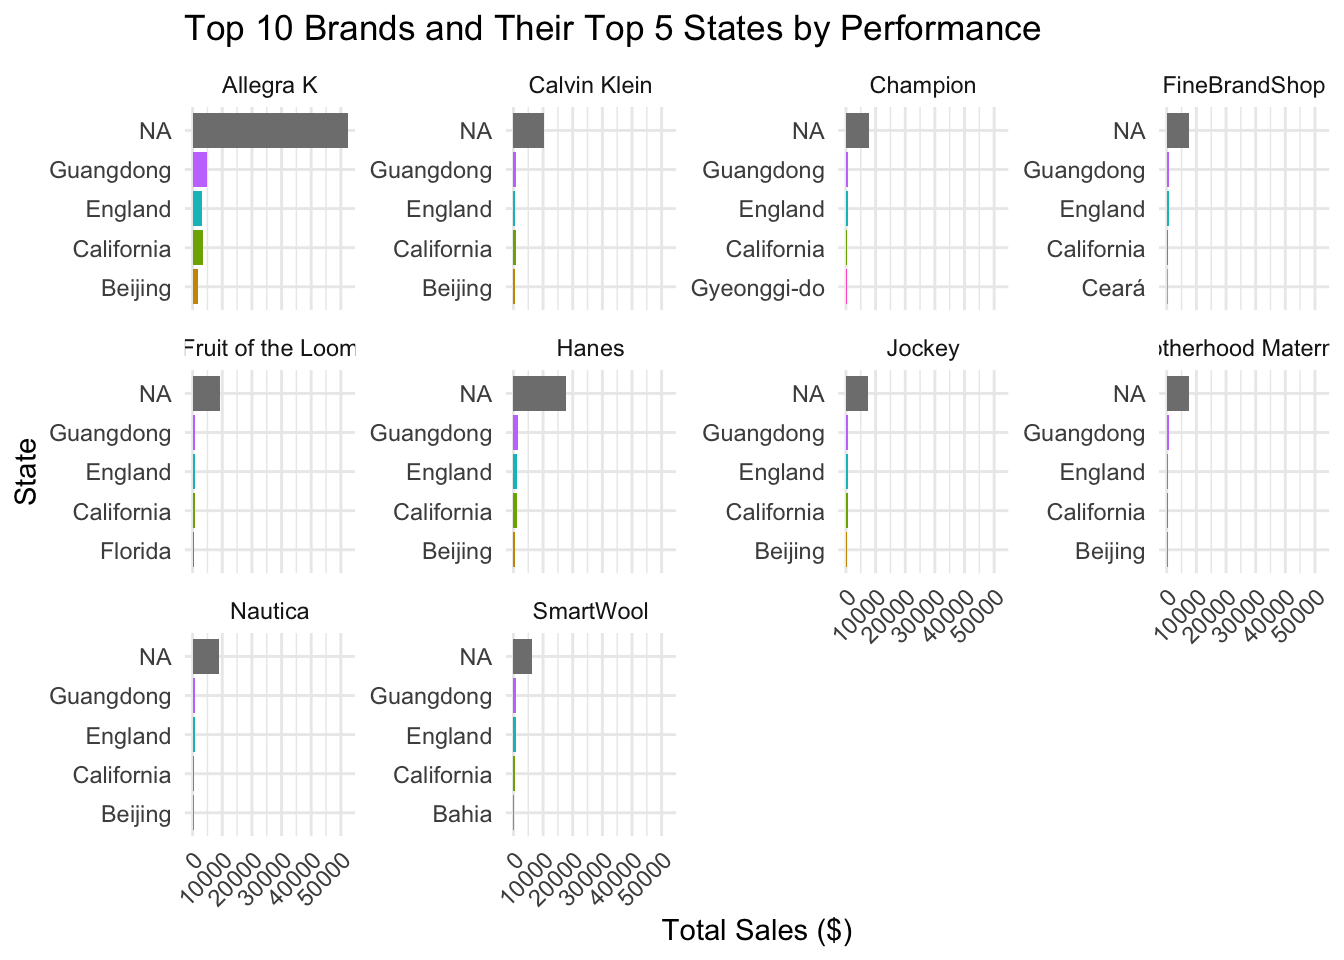 Top 10 Brands and Their Top 5 States by Performance
Allegra K
Calvin Klein
Champion
FineBrandShop
NA
Guangdong
England
California
Beijing
NA
Guangdong
England
California
Beijing
NA
Guangdong
England
California
Gyeonggi-do
NA
Guangdong
England
California
Ceará
Fruit of the Loom
Hanes
Jockey
otherhood Matern
NA
Guangdong
England
California
Florida
NA
Guangdong
England
California
Beijing
NA
Guangdong
England
California
Beijing
NA
Guangdong
England
California
Beijing
0
10000
20000
30000
40000
50000
0
10000
20000
30000
40000
50000
Nautica
SmartWool
NA
Guangdong
England
California
Beijing
NA
Guangdong
England
California
Bahia
0
10000
20000
30000
40000
50000
0
10000
20000
30000
40000
50000
State
Total Sales ($)